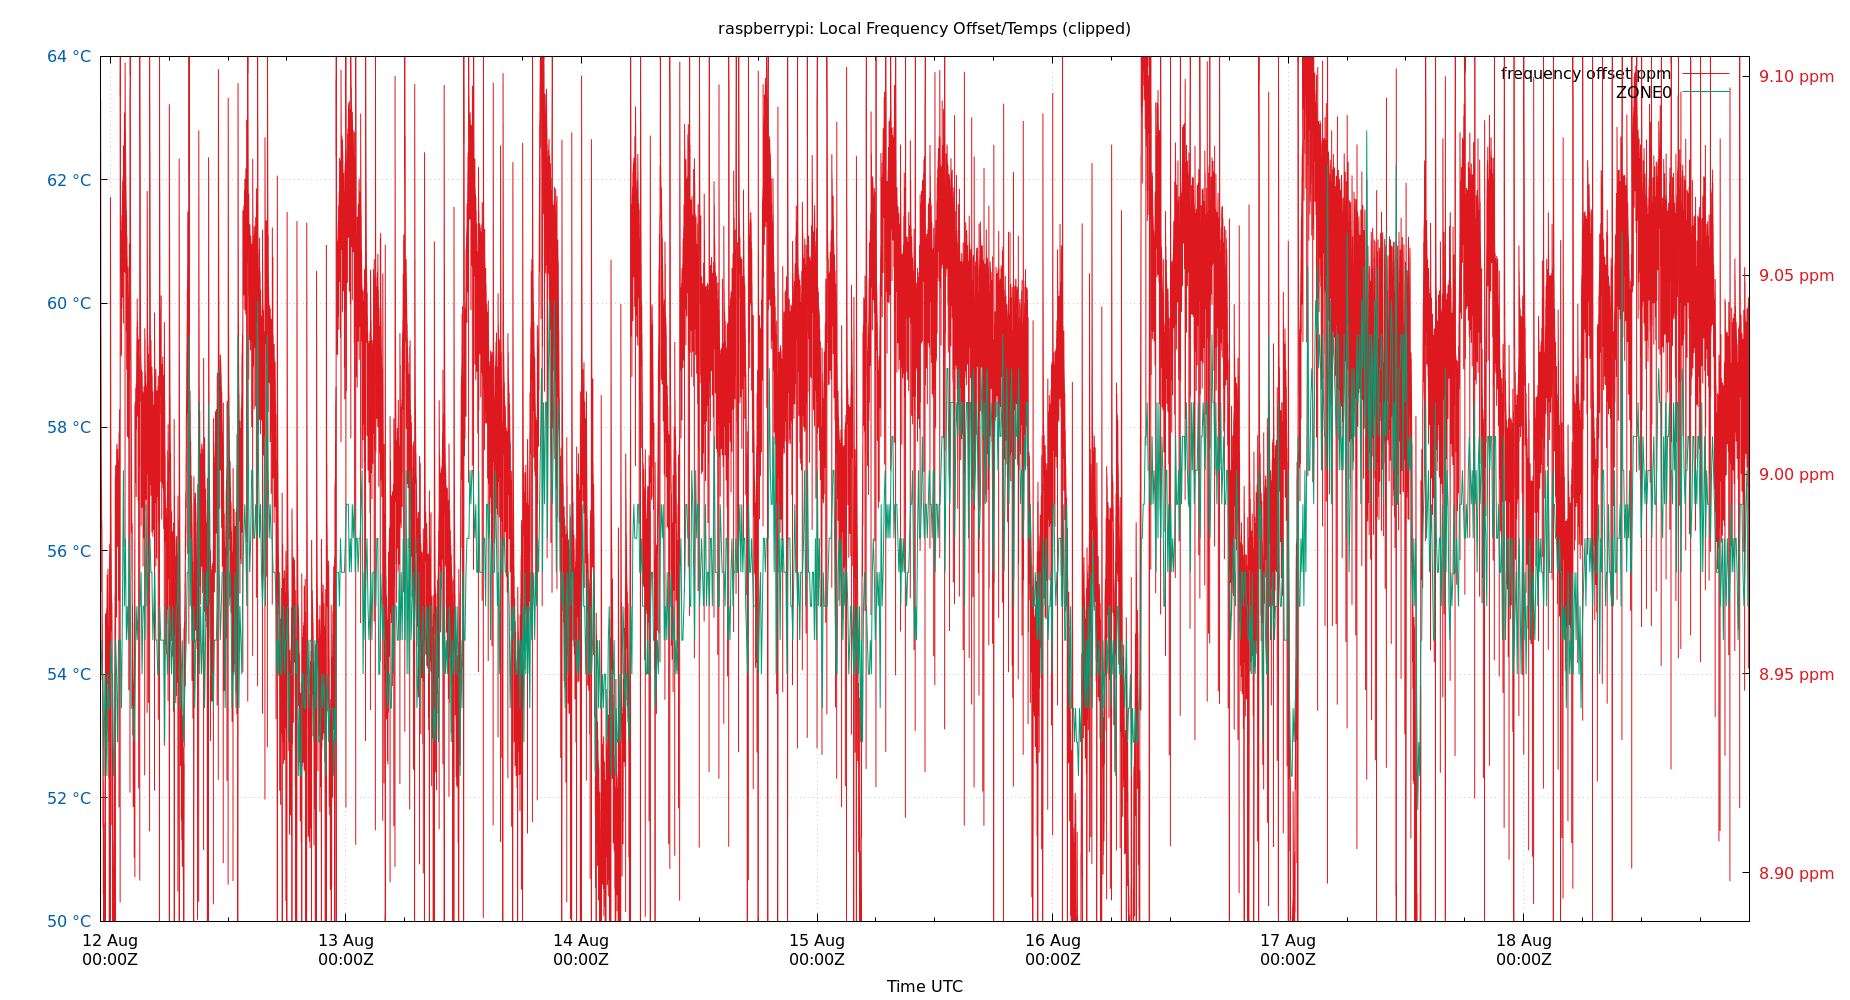 raspberrypi: Local Frequency Offset/Temps (clipped)
64 °C
62 °C
60 °C
58 °C
56 °C
54 °C
52 °C
50 °C
frequency offset ppm
ZONE0
9.10 ppm
9.05 ppm
9.00 ppm
8.95 ppm
8.90 ppm
12 Aug
00:00Z
13 Aug
00:00Z
14 Aug
00:00Z
15 Aug
00:00Z
16 Aug
00:00Z
17 Aug
00:00Z
18 Aug
00:00Z
Time UTC